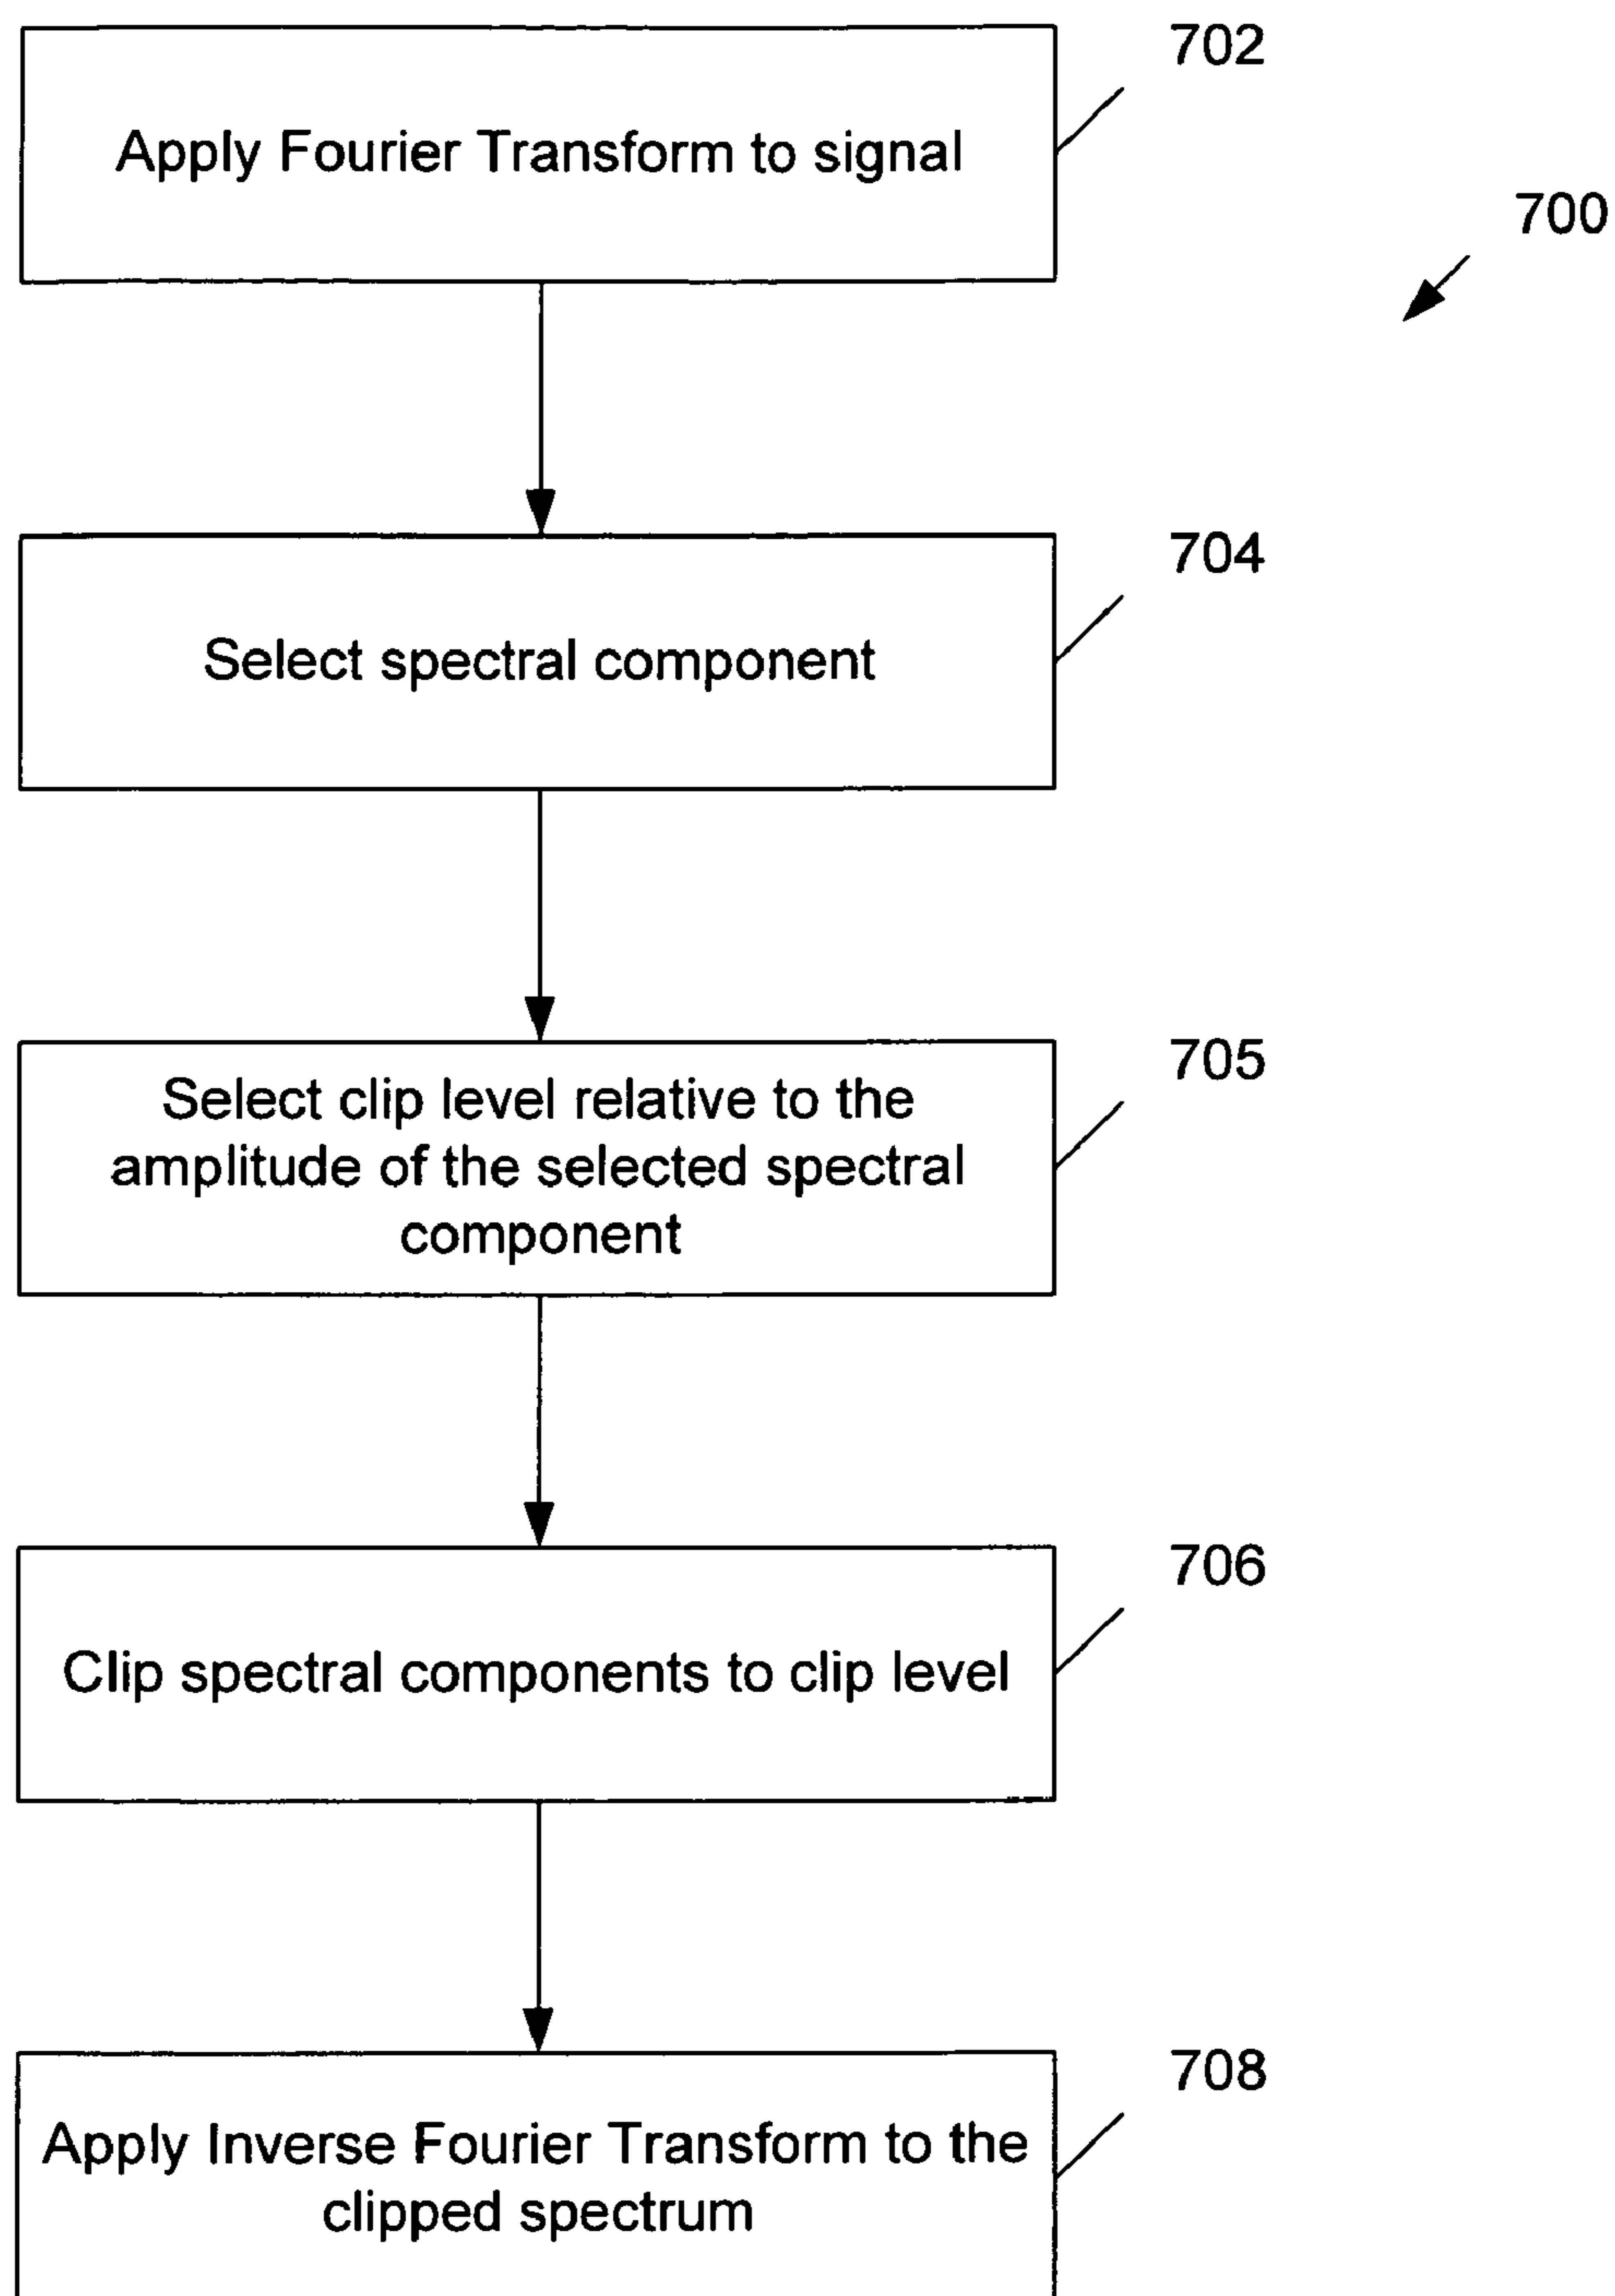 702
Apply Fourier Transform to signal
700
704
Select spectral component
705
Select clip level relative to the
amplitude of the selected spectral
component
706
Clip spectral components to clip level
708
Apply Inverse Fourier Transform to the
clipped spectrum